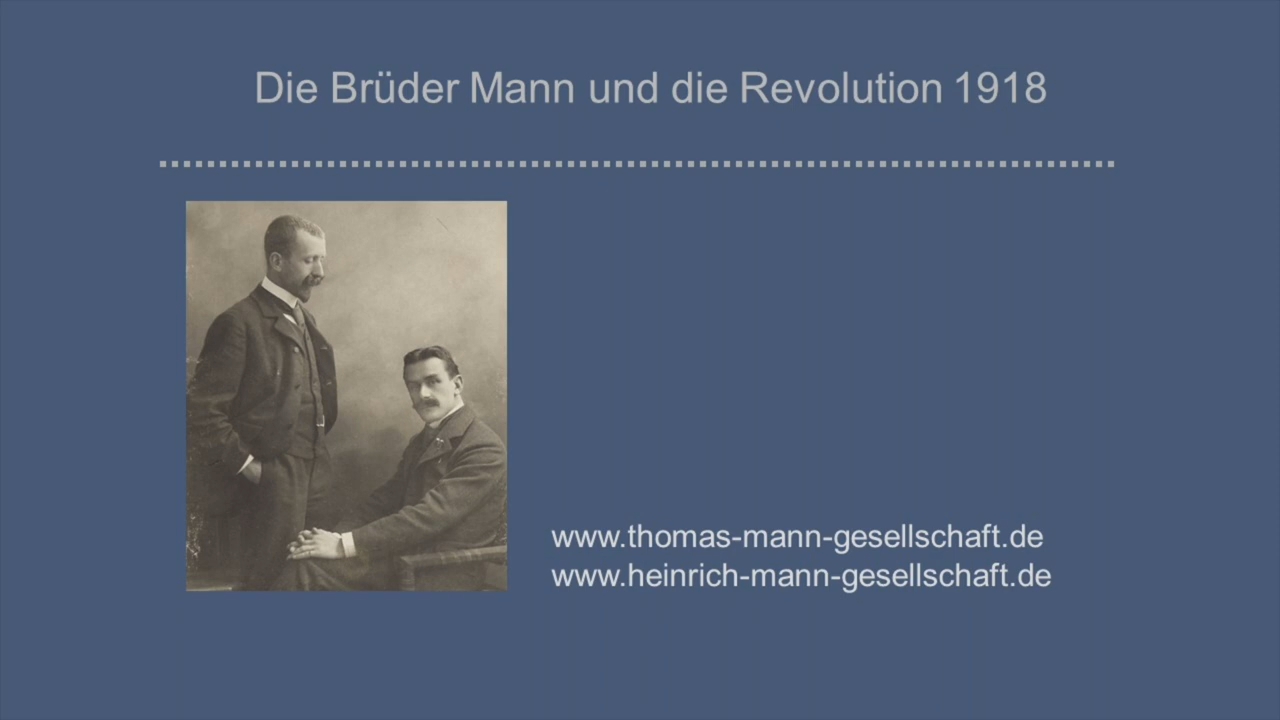 Die Brüder Mann und die Revolution 1918
www.thomas-mann-gesellschaft.de
www.heinrich-mann-gesellschaft.de